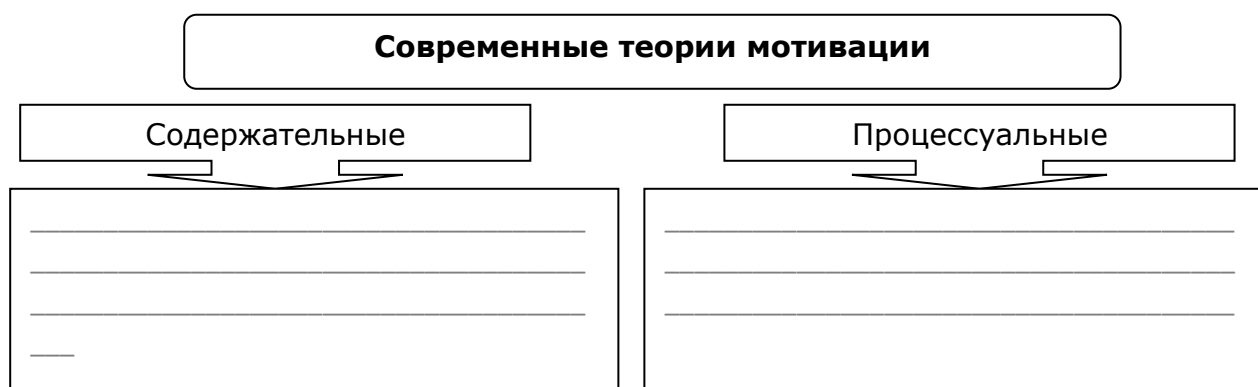 Современные теории мотивации
Содержательные
Процессуальные